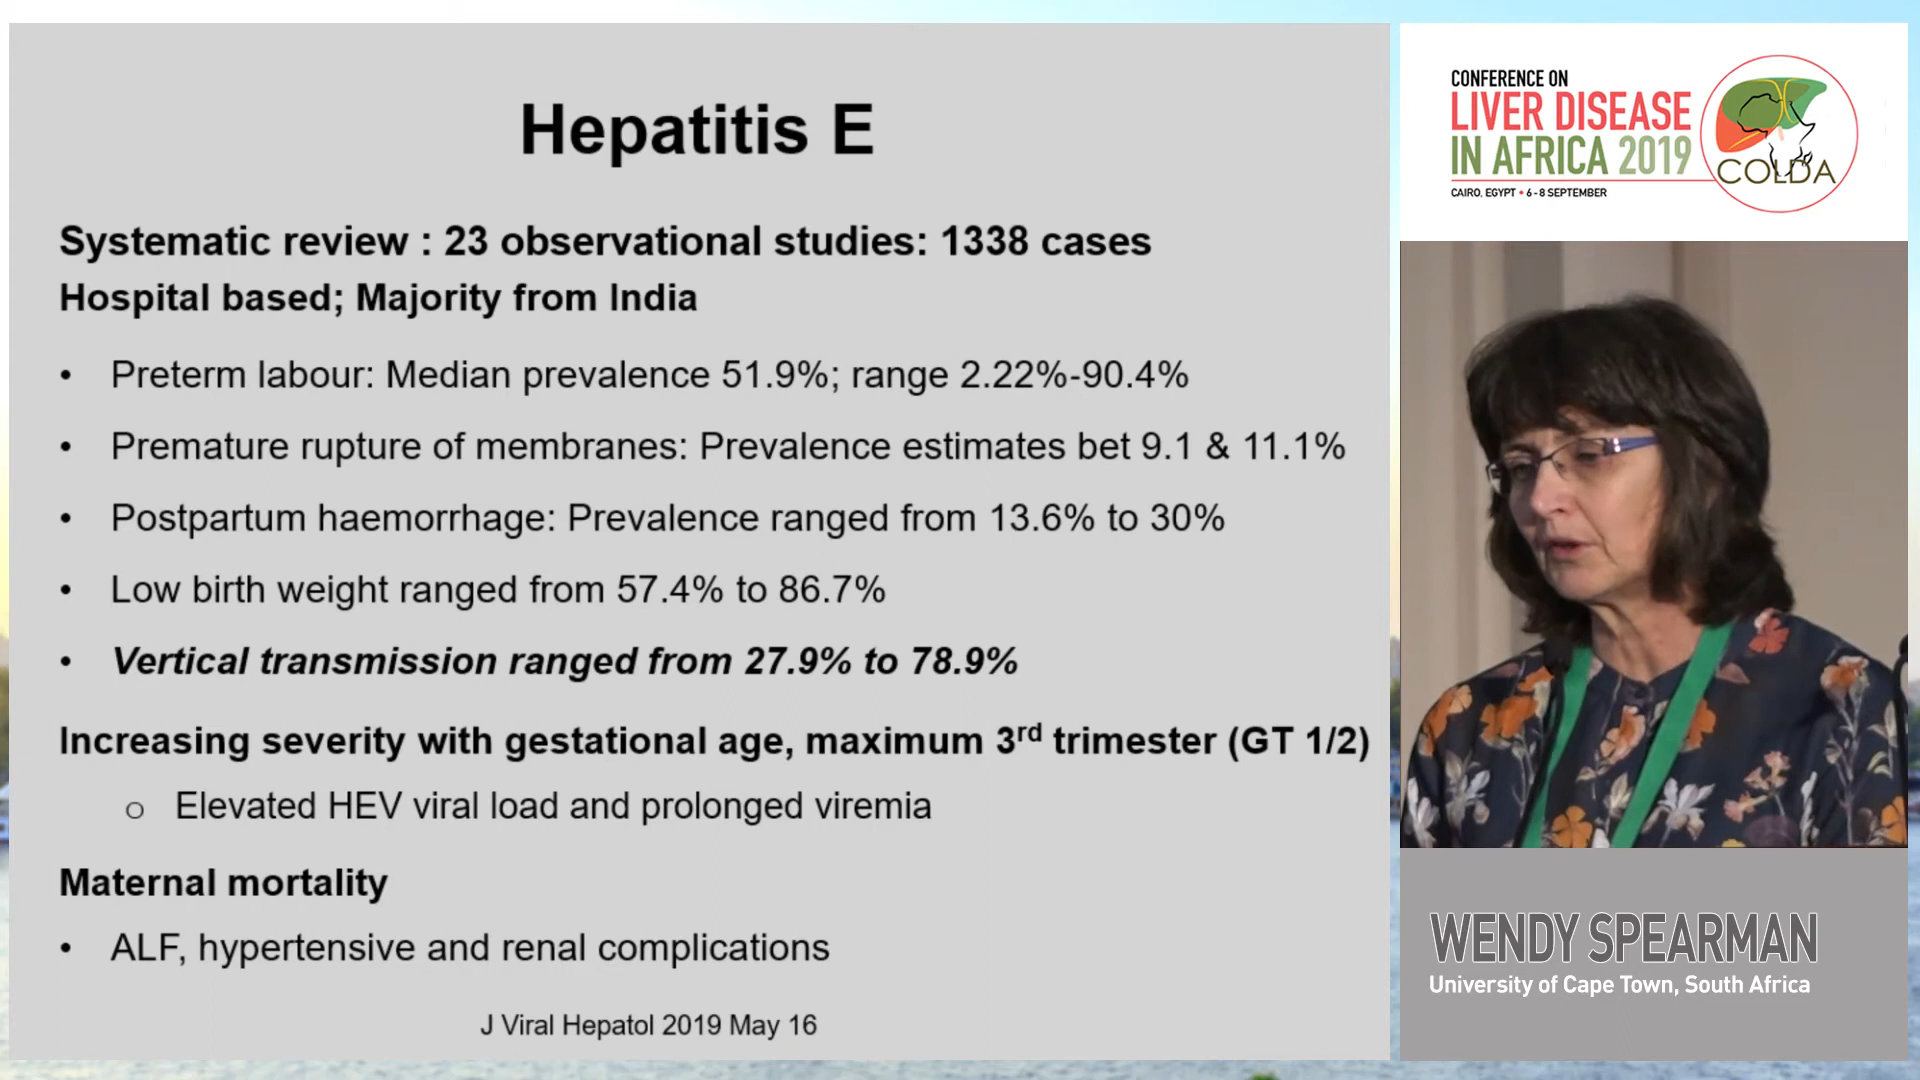 Hepatitis E
Systematic review : 23 observational studies: 1338 cases
Hospital based; Majority from India
• Preterm labour: Median prevalence 51.9%; range 2.22%-90.4%
• Premature rupture of membranes: Prevalence estimates bet 9.1 & 11.1%
• Postpartum haemorrhage: Prevalence ranged from 13.6% to 30%
• Low birth weight ranged from 57.4% to 86.7%
• Vertical transmission ranged from 27.9% to 78.9%
Increasing severity with gestational age, maximum 3rd trimester (GT 1/2)
o Elevated HEV viral load and prolonged viremia
Maternal mortality
• ALF, hypertensive and renal complications
J Viral Hepatol 2019 May 16
CONFERENCE ON
LIVER DISEASE
IN AFRICA 2019
CAIRO, EGYPT • 6 - 8 SEPTEMBER
COLDA
WENDY SPEARMAN
University of Cape Town, South Africa